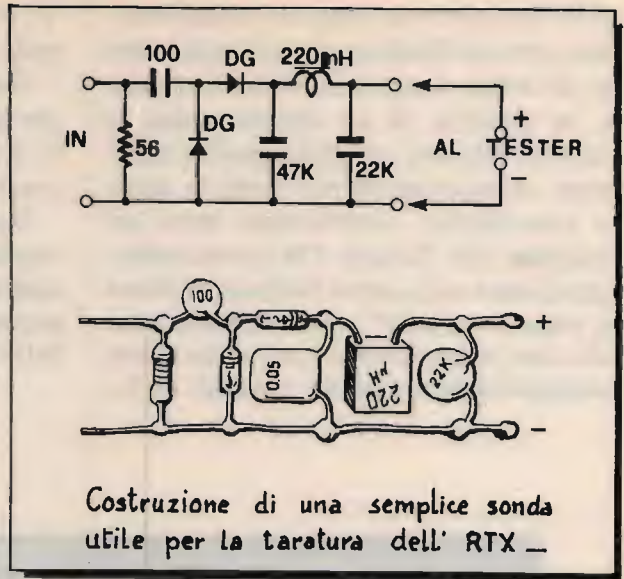 100 DG 220µH
IN 56 DG 47K 22K + AL TESTER −
100
0.05
220
µH
22K
+
−
Costruzione di una semplice sonda
utile per la taratura dell' RTX _